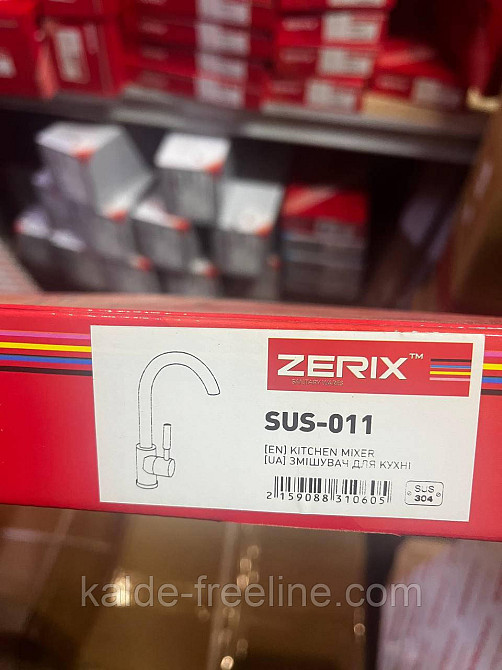 ZERIX™
SANITARY WARES
SUS-011
[EN] KITCHEN MIXER
[UA] ЗМІШУВАЧ ДЛЯ КУХНІ
2 159088 310605
SUS
304
kaide-freeline.com